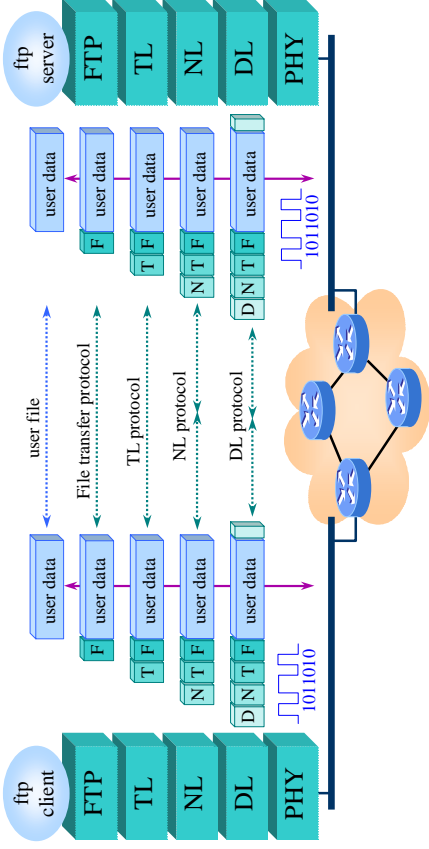 ftp
client
FTP
TL
NL
DL
PHY
user data
F
user data
T
F
user data
N
T
F
user data
D
N
T
F
user data
1011010
user file
File transfer protocol
TL protocol
NL protocol
DL protocol
user data
F
user data
T
F
user data
N
T
F
user data
D
N
T
F
user data
1011010
ftp
server
FTP
TL
NL
DL
PHY